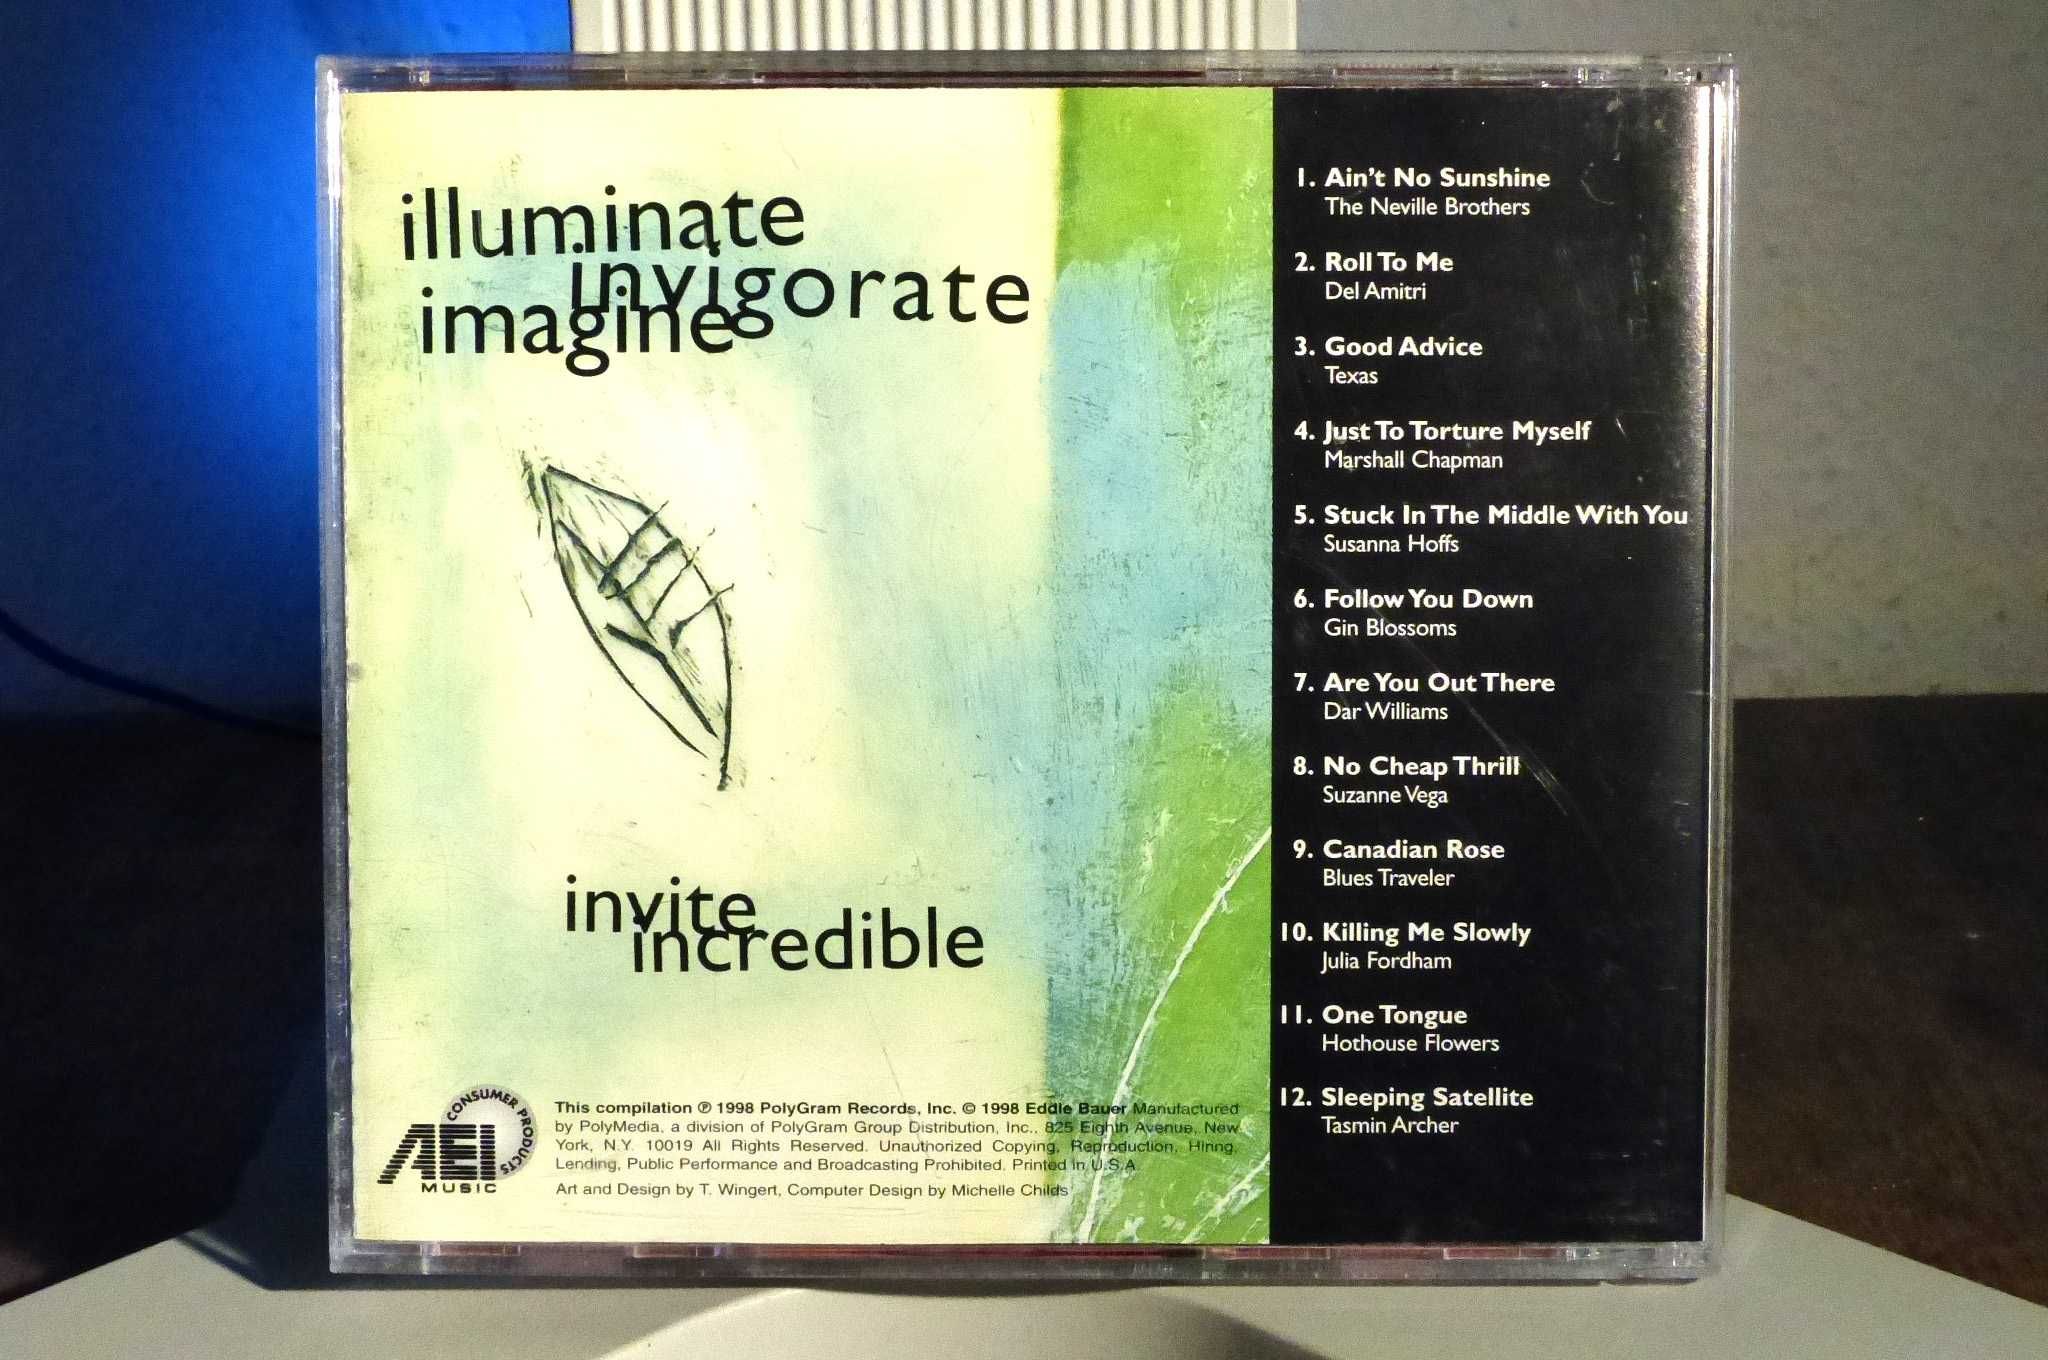 illuminate
invigorate
imagine
invite
incredible
1. Ain't No Sunshine
The Neville Brothers
2. Roll To Me
Del Amitri
3. Good Advice
Texas
4. Just To Torture Myself
Marshall Chapman
5. Stuck In The Middle With You
Susanna Hoffs
6. Follow You Down
Gin Blossoms
7. Are You Out There
Dar Williams
8. No Cheap Thrill
Suzanne Vega
9. Canadian Rose
Blues Traveler
10. Killing Me Slowly
Julia Fordham
11. One Tongue
Hothouse Flowers
12. Sleeping Satellite
Tasmin Archer
CONSUMER PRODUCTS
AEI
MUSIC
This compilation ℗ 1998 PolyGram Records, Inc. © 1998 Eddie Bauer Manufactured
by PolyMedia, a division of PolyGram Group Distribution, Inc., 825 Eighth Avenue, New
York, N.Y. 10019 All Rights Reserved. Unauthorized Copying, Reproduction, Hiring,
Lending, Public Performance and Broadcasting Prohibited. Printed in U.S.A.
Art and Design by T. Wingert, Computer Design by Michelle Childs